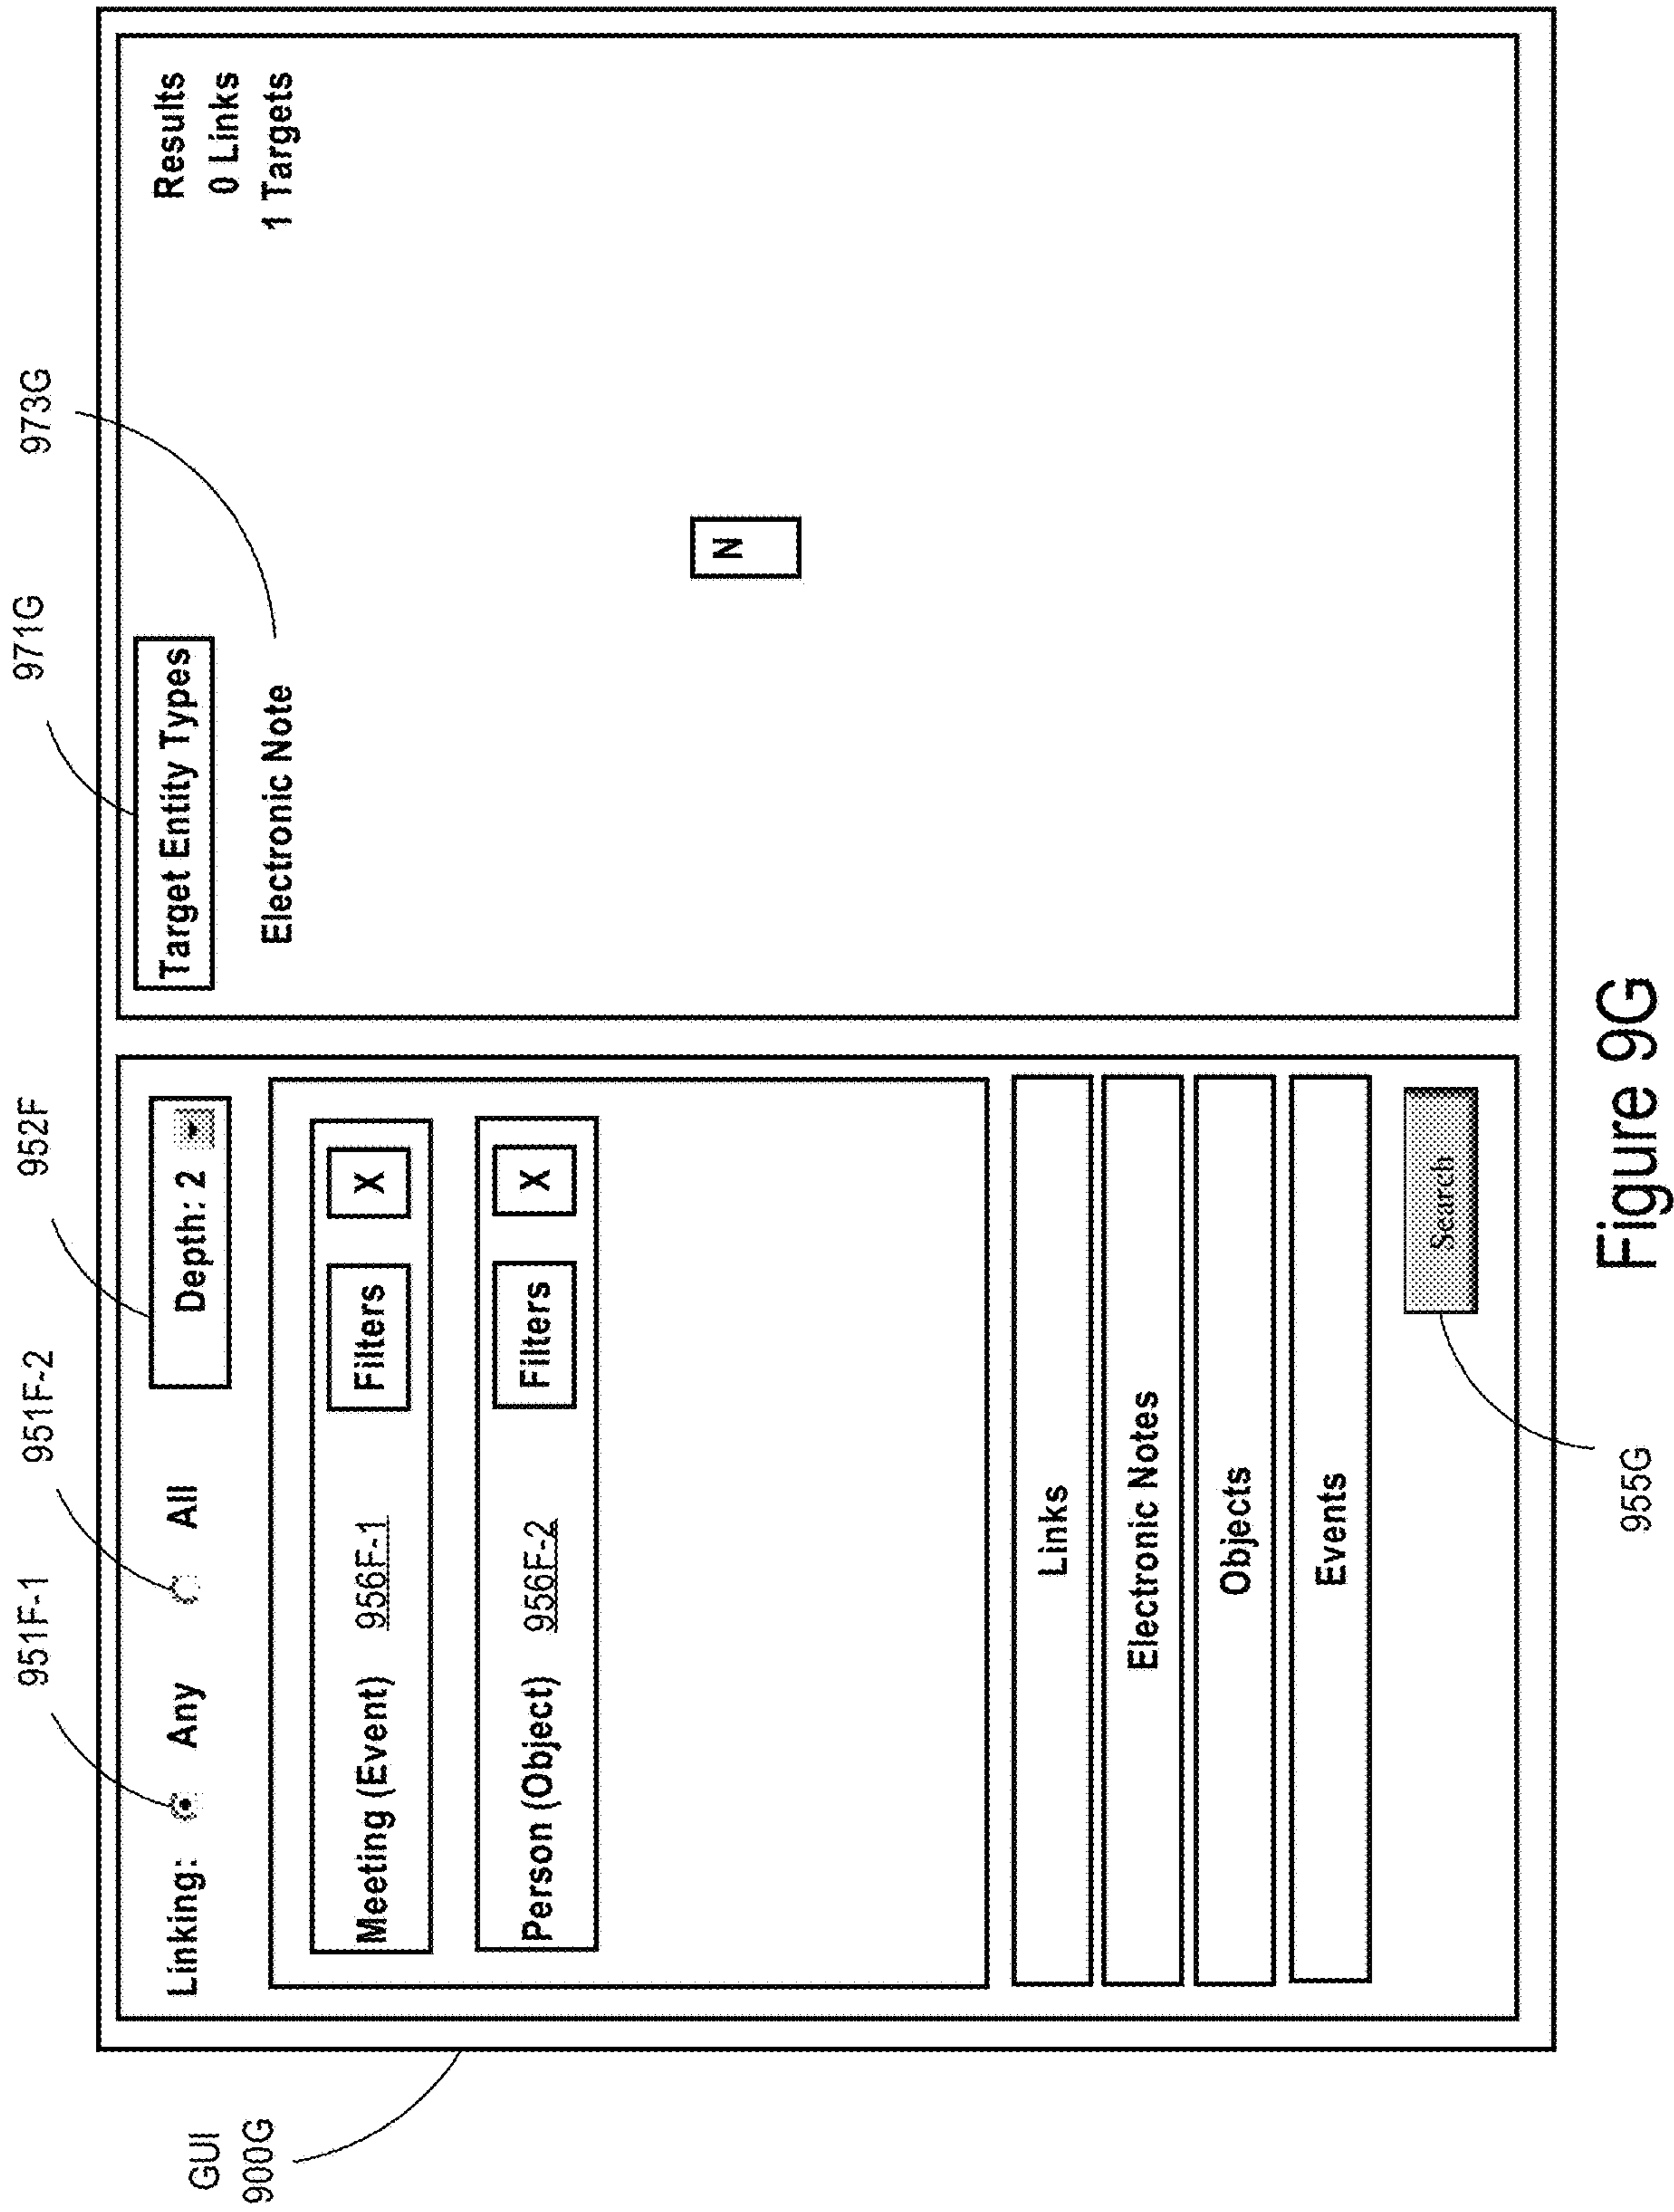 GUI
900G
951F-1
951F-2
952F
971G
973G
Linking:
Any
All
Depth: 2
Meeting (Event)
956F-1
Filters
X
Person (Object)
956F-2
Filters
X
Links
Electronic Notes
Objects
Events
Search
955G
Target Entity Types
Electronic Note
Results
0 Links
1 Targets
N
Figure 9G